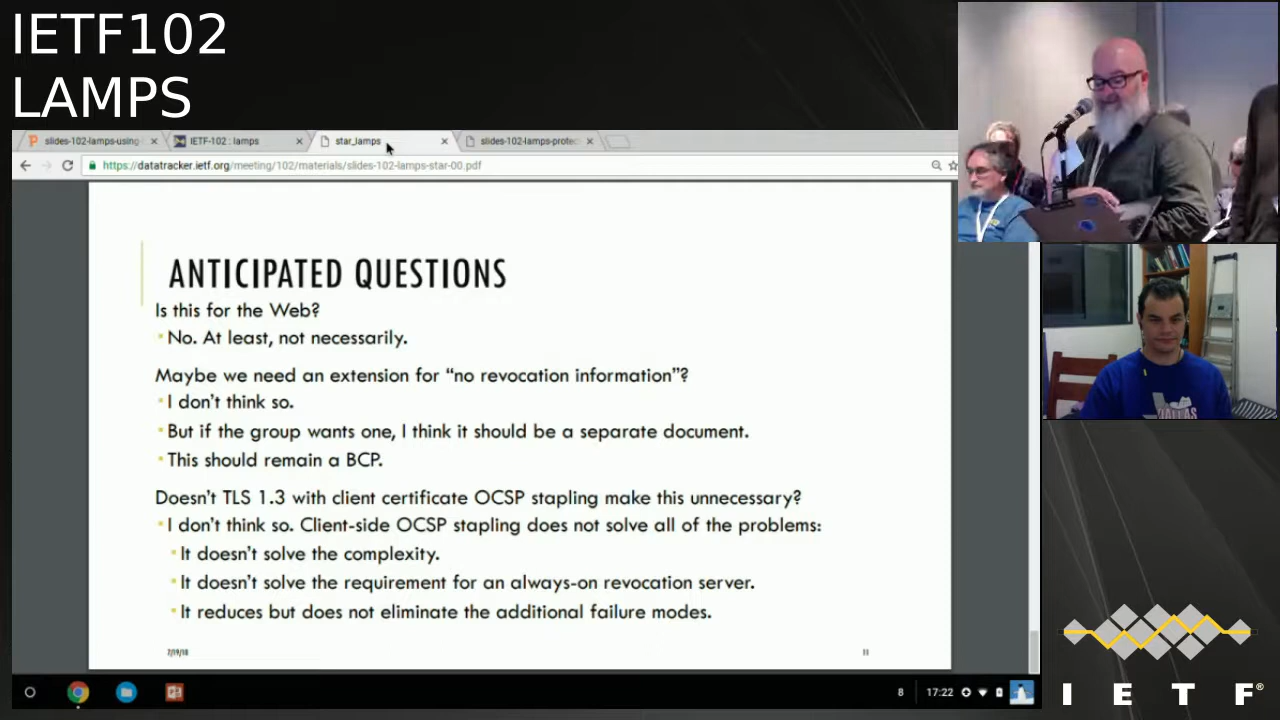 IETF102
LAMPS
slides-102-lamps-using
IETF-102 : lamps
star_lamps
slides-102-lamps-protec
https://datatracker.ietf.org/meeting/102/materials/slides-102-lamps-star-00.pdf
ANTICIPATED QUESTIONS
Is this for the Web?
No. At least, not necessarily.
Maybe we need an extension for “no revocation information”?
I don’t think so.
But if the group wants one, I think it should be a separate document.
This should remain a BCP.
Doesn’t TLS 1.3 with client certificate OCSP stapling make this unnecessary?
I don’t think so. Client-side OCSP stapling does not solve all of the problems:
It doesn’t solve the complexity.
It doesn’t solve the requirement for an always-on revocation server.
It reduces but does not eliminate the additional failure modes.
7/19/18
11
8
17:22
DALLAS
I E T F®